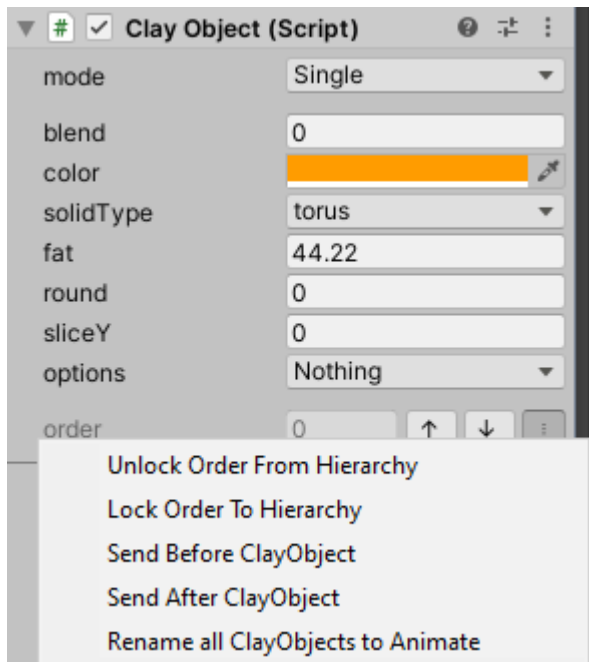 Clay Object (Script)
mode Single
blend 0
color
solidType torus
fat 44.22
round 0
sliceY 0
options Nothing
order 0
Unlock Order From Hierarchy
Lock Order To Hierarchy
Send Before ClayObject
Send After ClayObject
Rename all ClayObjects to Animate